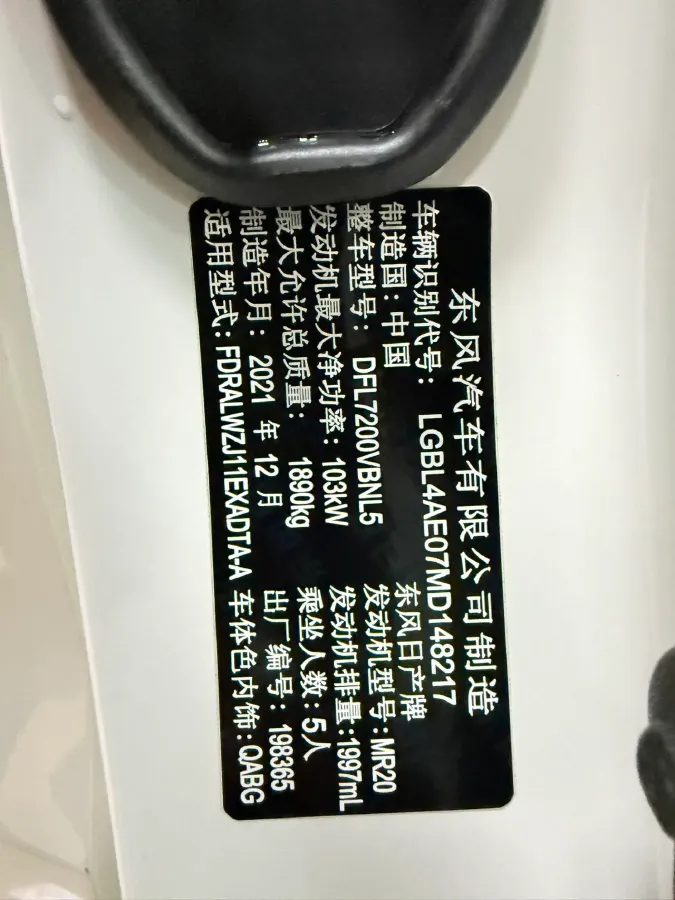 东风汽车有限公司制造
车辆识别代号: LGBL4AE07MD148217
制造国: 中国 东风日产牌
整车型号: DFL7200VBNL5 发动机型号: MR20
发动机最大净功率: 103kW 发动机排量: 1997mL
最大允许总质量: 1890kg 乘坐人数: 5人
制造年月: 2021 年 12 月 出厂编号: 198365
适用型式: FDRALWZJ11EXADTA-A 车体色内饰: QABG